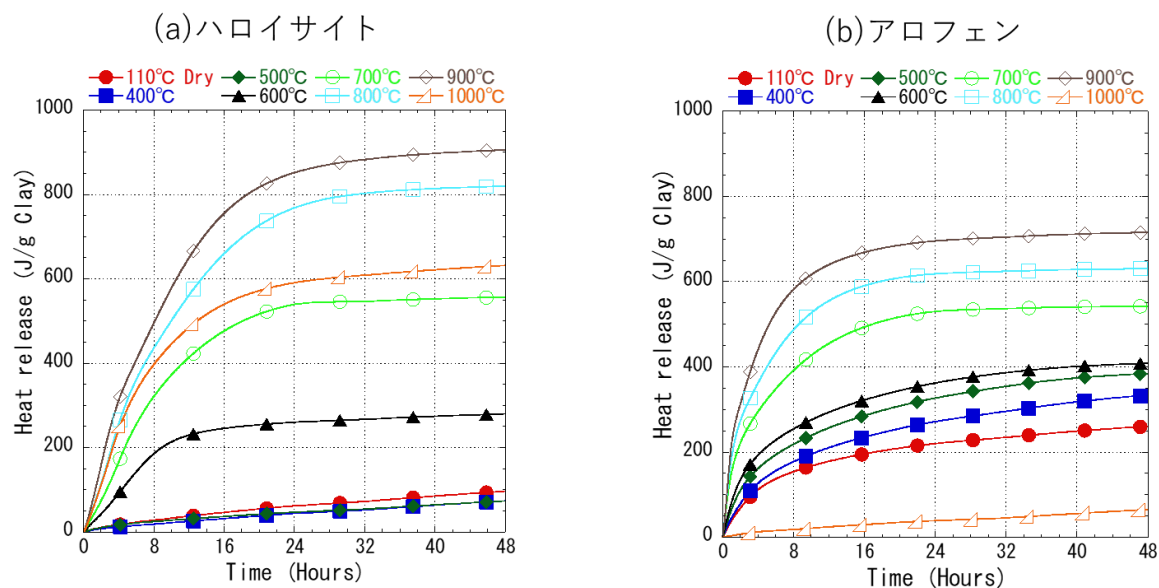 (a)ハロイサイト
110℃ Dry 500℃ 700℃ 900℃
400℃ 600℃ 800℃ 1000℃
1000
800
600
400
200
0
Heat release (J/g Clay)
0 8 16 24 32 40 48
Time (Hours)
(b)アロフェン
110℃ Dry 500℃ 700℃ 900℃
400℃ 600℃ 800℃ 1000℃
1000
800
600
400
200
0
Heat release (J/g Clay)
0 8 16 24 32 40 48
Time (Hours)